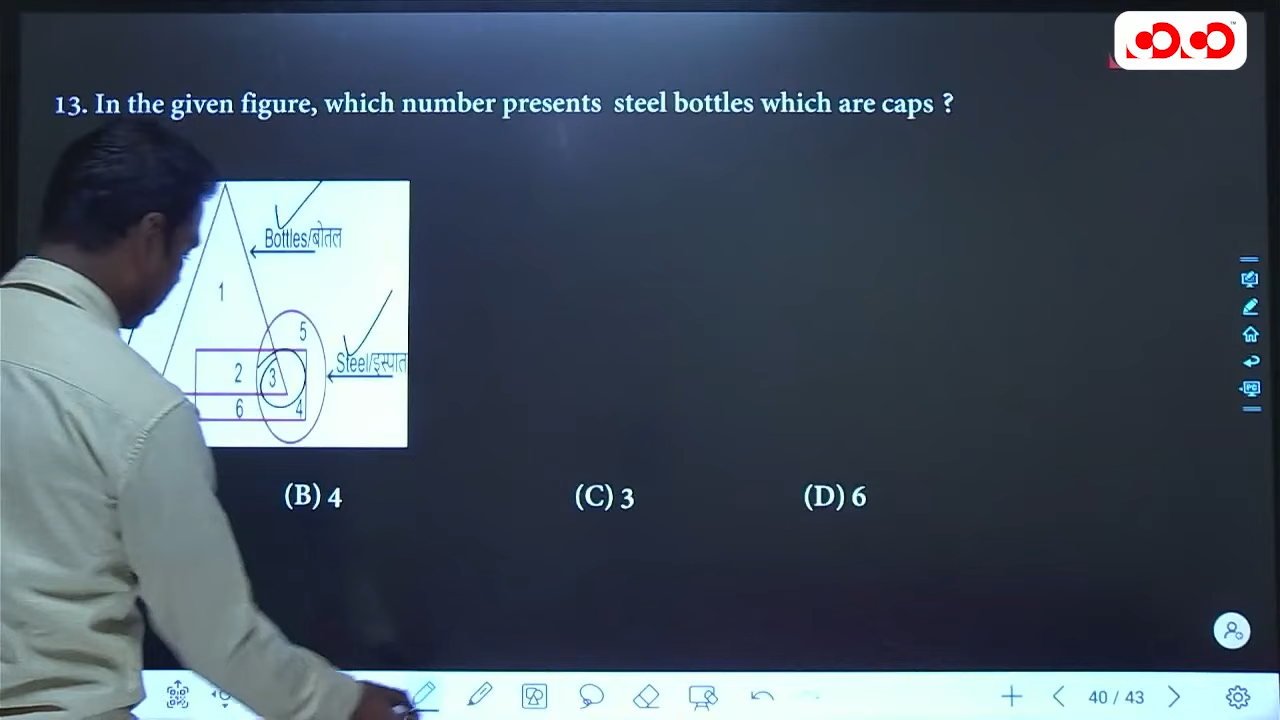 13. In the given figure, which number presents steel bottles which are caps ?
Bottles/बोतल
1
5
Steel/इस्पात
2
3
6
4
(B) 4
(C) 3
(D) 6
40 / 43